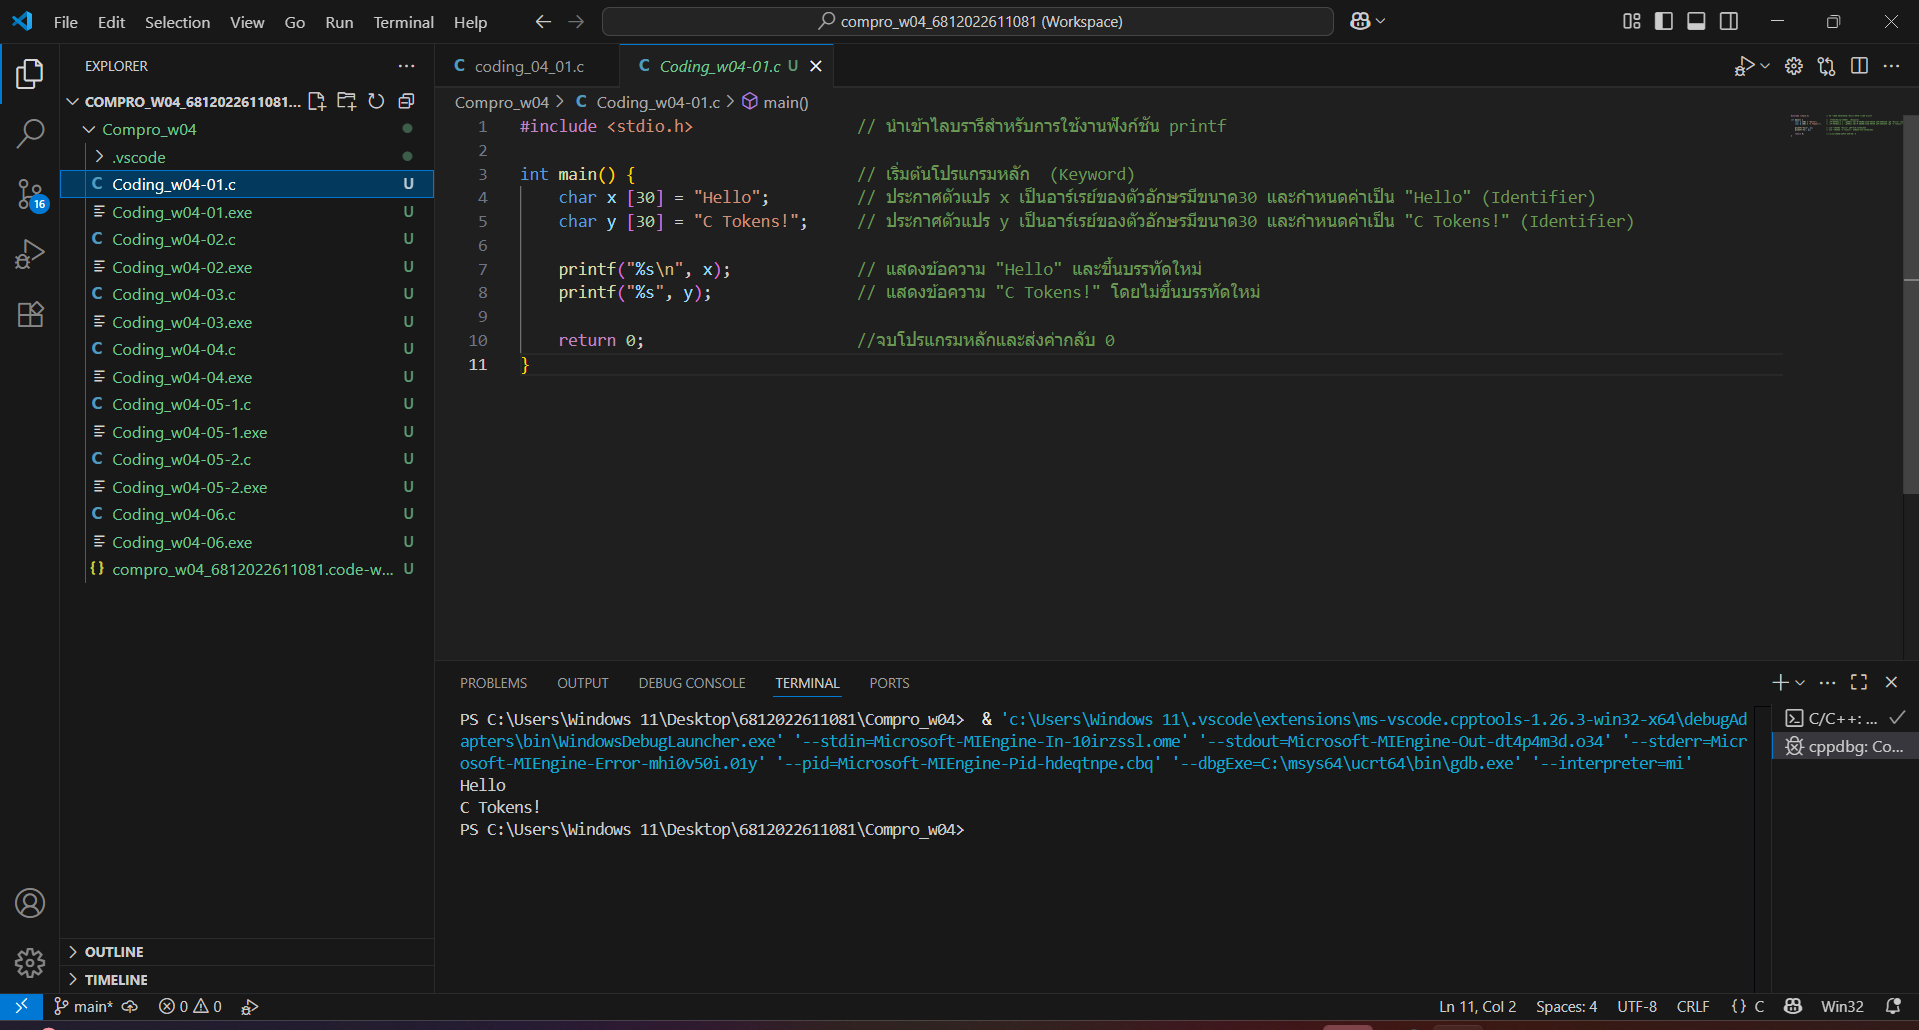 File Edit Selection View Go Run Terminal Help
compro_w04_6812022611081 (Workspace)
EXPLORER
COMPRO_W04_6812022611081...
Compro_w04
.vscode
Coding_w04-01.c U
Coding_w04-01.exe U
Coding_w04-02.c U
Coding_w04-02.exe U
Coding_w04-03.c U
Coding_w04-03.exe U
Coding_w04-04.c U
Coding_w04-04.exe U
Coding_w04-05-1.c U
Coding_w04-05-1.exe U
Coding_w04-05-2.c U
Coding_w04-05-2.exe U
Coding_w04-06.c U
Coding_w04-06.exe U
{} compro_w04_6812022611081.code-w... U
16
OUTLINE
TIMELINE
C coding_04_01.c
C Coding_w04-01.c U
Compro_w04 > C Coding_w04-01.c > main()
1 #include <stdio.h> // นำเข้าไลบรารีสำหรับการใช้งานฟังก์ชัน printf
2
3 int main() { // เริ่มต้นโปรแกรมหลัก (Keyword)
4 char x [30] = "Hello"; // ประกาศตัวแปร x เป็นอาร์เรย์ของตัวอักษรมีขนาด30 และกำหนดค่าเป็น "Hello" (Identifier)
5 char y [30] = "C Tokens!"; // ประกาศตัวแปร y เป็นอาร์เรย์ของตัวอักษรมีขนาด30 และกำหนดค่าเป็น "C Tokens!" (Identifier)
6
7 printf("%s\n", x); // แสดงข้อความ "Hello" และขึ้นบรรทัดใหม่
8 printf("%s", y); // แสดงข้อความ "C Tokens!" โดยไม่ขึ้นบรรทัดใหม่
9
10 return 0; //จบโปรแกรมหลักและส่งค่ากลับ 0
11 }
PROBLEMS OUTPUT DEBUG CONSOLE TERMINAL PORTS
PS C:\Users\Windows 11\Desktop\6812022611081\Compro_w04> & 'c:\Users\Windows 11\.vscode\extensions\ms-vscode.cpptools-1.26.3-win32-x64\debugAd
apters\bin\WindowsDebugLauncher.exe' '--stdin=Microsoft-MIEngine-In-10irzssl.ome' '--stdout=Microsoft-MIEngine-Out-dt4p4m3d.o34' '--stderr=Micr
osoft-MIEngine-Error-mhi0v50i.01y' '--pid=Microsoft-MIEngine-Pid-hdeqtnpe.cbq' '--dbgExe=C:\msys64\ucrt64\bin\gdb.exe' '--interpreter=mi'
Hello
C Tokens!
PS C:\Users\Windows 11\Desktop\6812022611081\Compro_w04>
C/C++: ...
cppdbg: Co...
main* 0 0 Ln 11, Col 2 Spaces: 4 UTF-8 CRLF {} C Win32